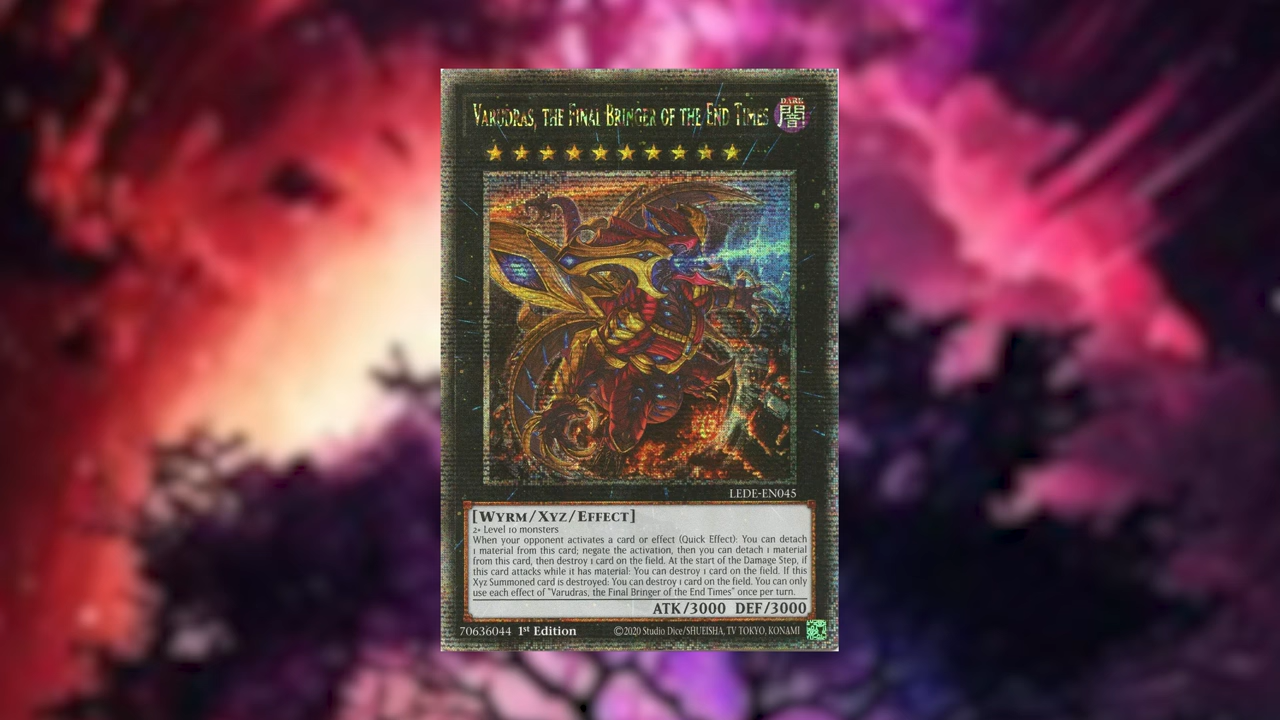 Varudras, the Final Bringer of the End Times
DARK
闇
LEDE-EN045
[Wyrm/Xyz/Effect]
2+ Level 10 monsters
When your opponent activates a card or effect (Quick Effect): You can detach
1 material from this card; negate the activation, then you can detach 1 material
from this card, then destroy 1 card on the field. At the start of the Damage Step, if
this card attacks while it has material: You can destroy 1 card on the field. If this
Xyz Summoned card is destroyed: You can destroy 1 card on the field. You can only
use each effect of "Varudras, the Final Bringer of the End Times" once per turn.
ATK/3000 DEF/3000
70636044 1st Edition ©2020 Studio Dice/SHUEISHA, TV TOKYO, KONAMI